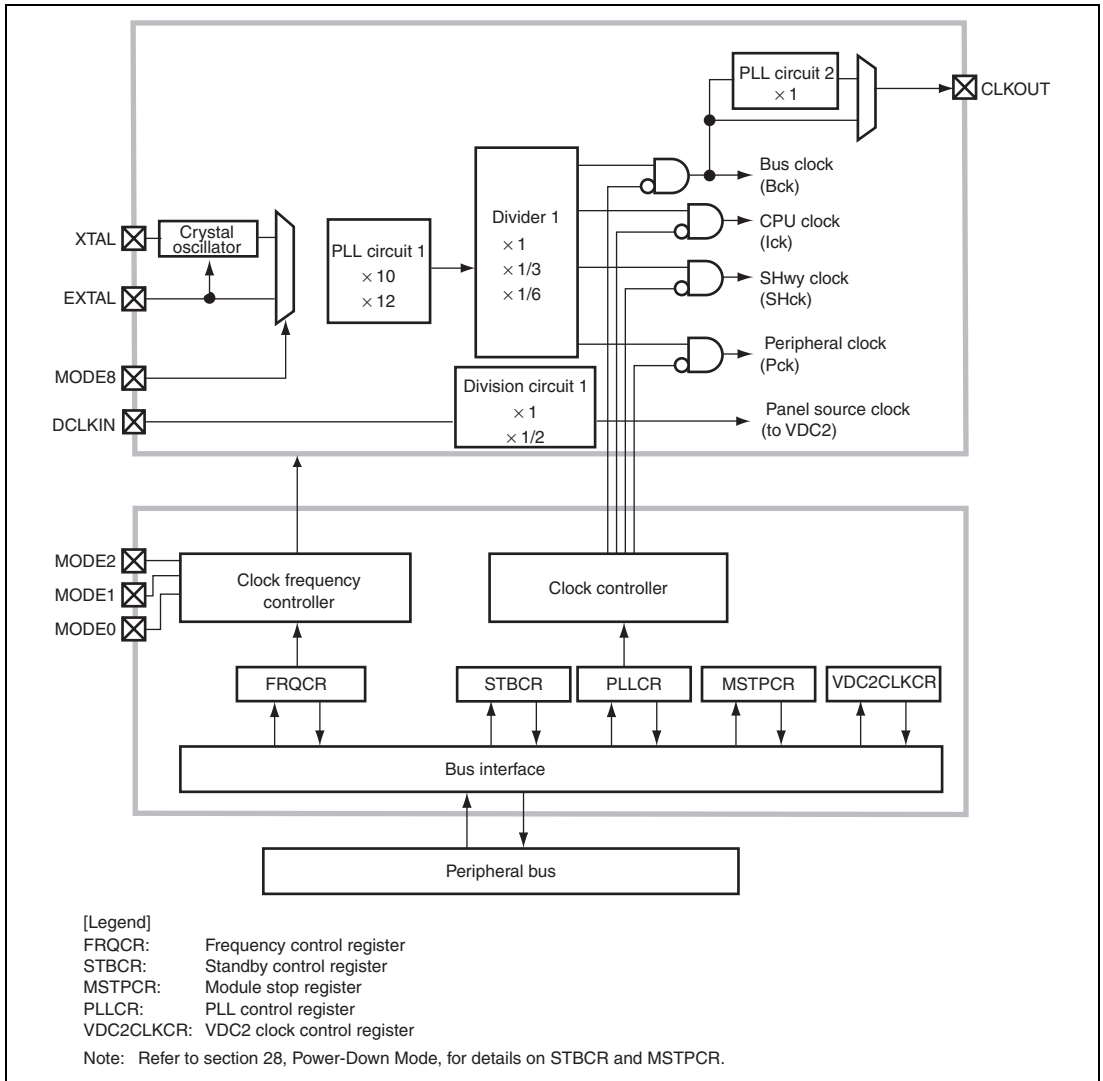 PLL circuit 2
× 1
CLKOUT
Bus clock
(Bck)
Divider 1
× 1
× 1/3
× 1/6
CPU clock
(Ick)
XTAL
Crystal
oscillator
PLL circuit 1
× 10
× 12
SHwy clock
(SHck)
EXTAL
Peripheral clock
(Pck)
MODE8
Division circuit 1
× 1
× 1/2
DCLKIN
Panel source clock
(to VDC2)
MODE2
MODE1
MODE0
Clock frequency
controller
Clock controller
FRQCR
STBCR
PLLCR
MSTPCR
VDC2CLKCR
Bus interface
Peripheral bus
[Legend]
FRQCR: Frequency control register
STBCR: Standby control register
MSTPCR: Module stop register
PLLCR: PLL control register
VDC2CLKCR: VDC2 clock control register
Note: Refer to section 28, Power-Down Mode, for details on STBCR and MSTPCR.